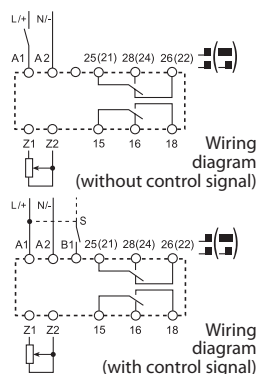 L/+ N/-
A1 A2 25(21) 28(24) 26(22)
Z1 Z2 15 16 18
Wiring
diagram
(without control signal)
L/+ N/-
S
A1 A2 B1 25(21) 28(24) 26(22)
Z1 Z2 15 16 18
Wiring
diagram
(with control signal)